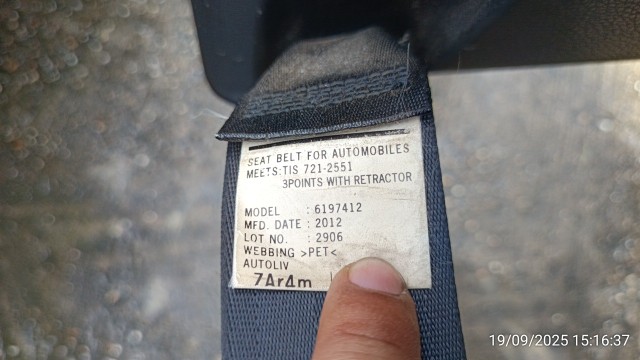 SEAT BELT FOR AUTOMOBILES
MEETS:TIS 721-2551
3POINTS WITH RETRACTOR
MODEL : 6197412
MFD. DATE : 2012
LOT NO. : 2906
WEBBING >PET<
AUTOLIV
7Ar4m
19/09/2025 15:16:37